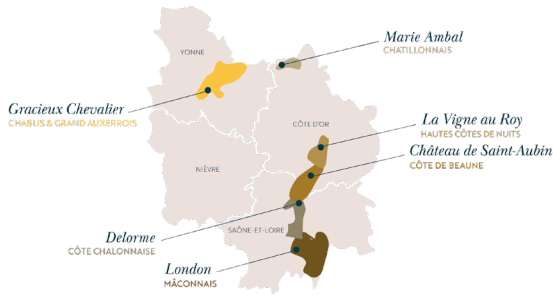 Marie Ambal
CHATILLONNAIS
YONNE
Gracieux Chevalier
CHABLIS & GRAND AUXERROIS
CÔTE D'OR
La Vigne au Roy
HAUTES CÔTES DE NUITS
Château de Saint-Aubin
CÔTE DE BEAUNE
NIÈVRE
Delorme
CÔTE CHALONNAISE
SAÔNE-ET-LOIRE
London
MÂCONNAIS